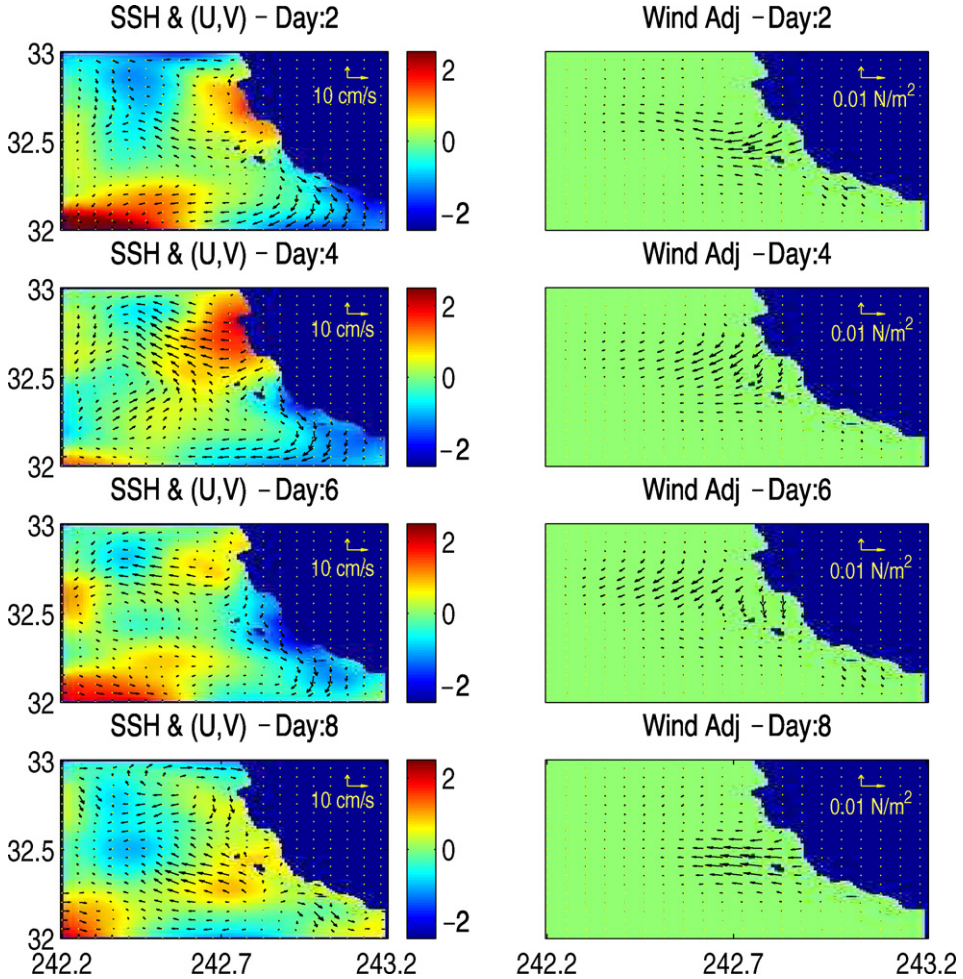 SSH & (U,V) – Day:2
Wind Adj – Day:2
33
32.5
32
10 cm/s
2
0
−2
0.01 N/m²
SSH & (U,V) – Day:4
Wind Adj – Day:4
33
32.5
32
10 cm/s
2
0
−2
0.01 N/m²
SSH & (U,V) – Day:6
Wind Adj – Day:6
33
32.5
32
10 cm/s
2
0
−2
0.01 N/m²
SSH & (U,V) – Day:8
Wind Adj – Day:8
33
32.5
32
10 cm/s
2
0
−2
0.01 N/m²
242.2 242.7 243.2
242.2 242.7 243.2